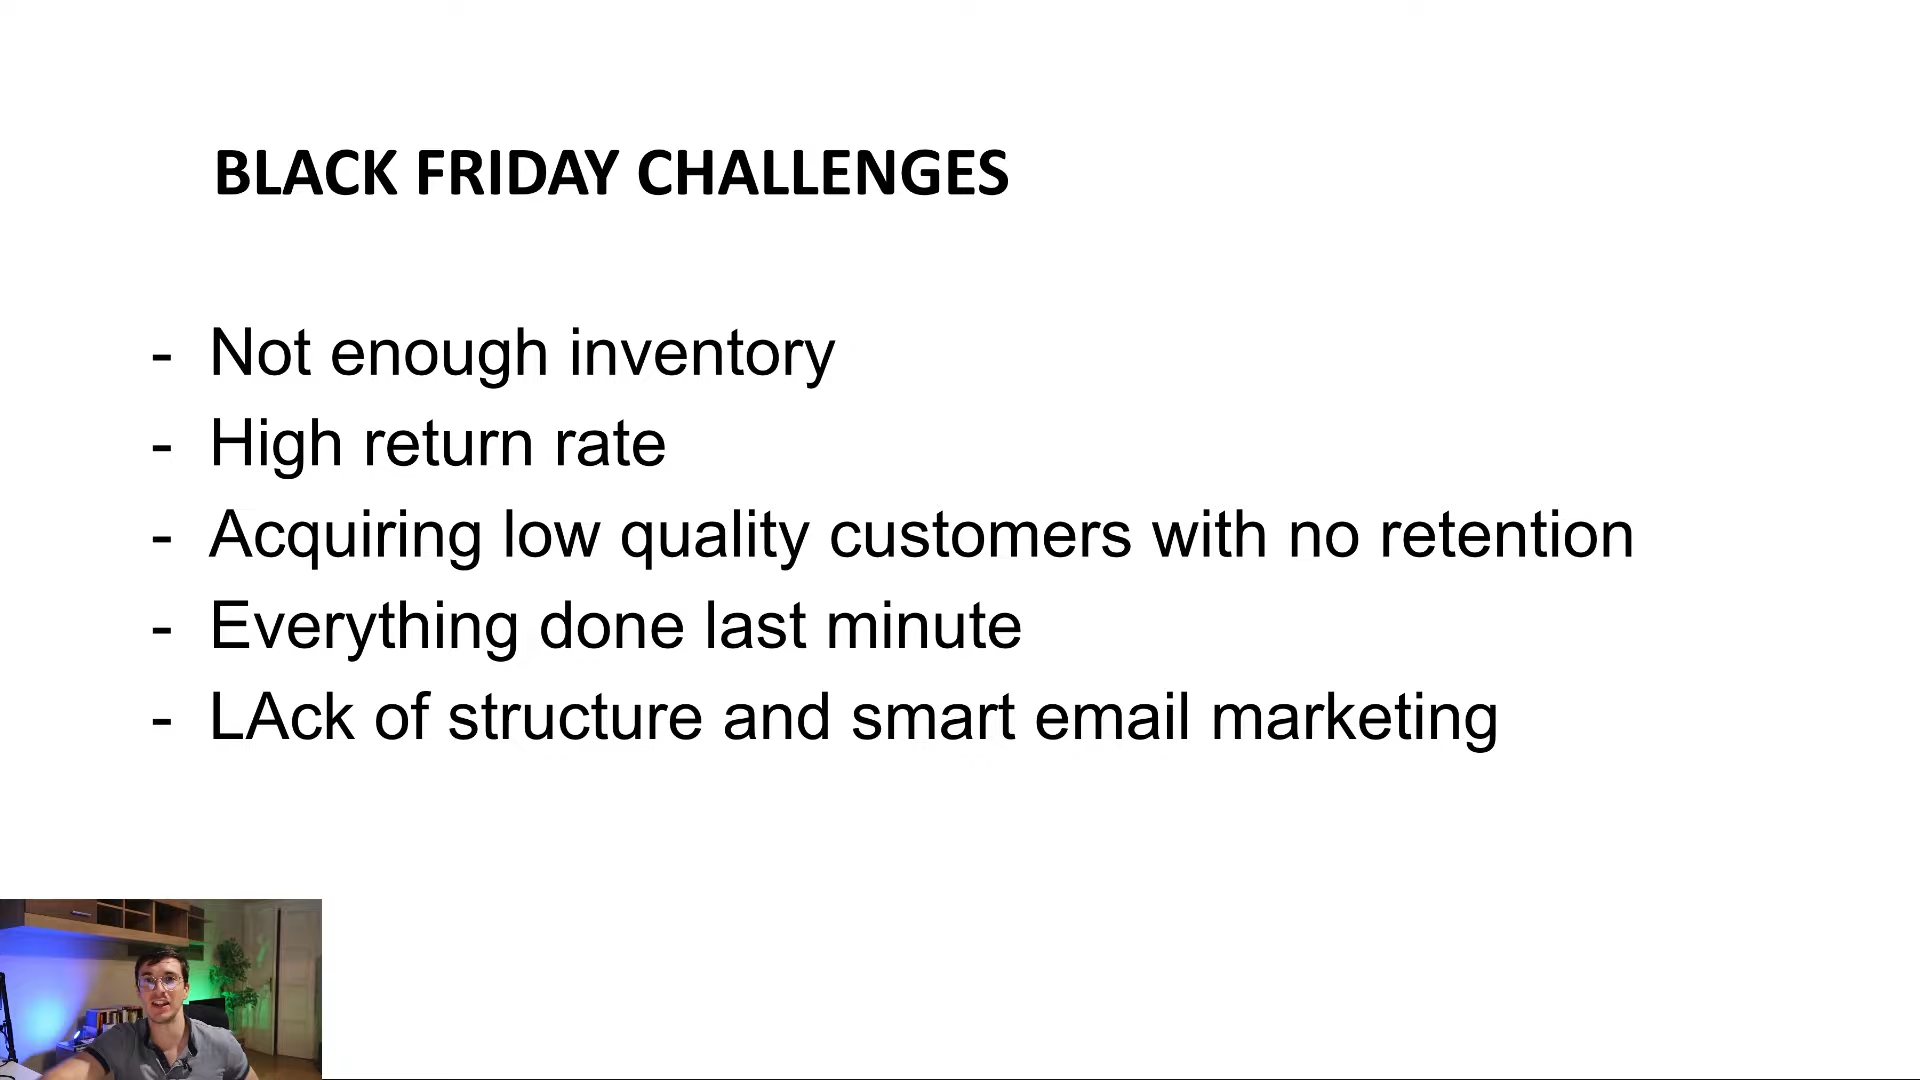 BLACK FRIDAY CHALLENGES
- Not enough inventory
- High return rate
- Acquiring low quality customers with no retention
- Everything done last minute
- LAck of structure and smart email marketing